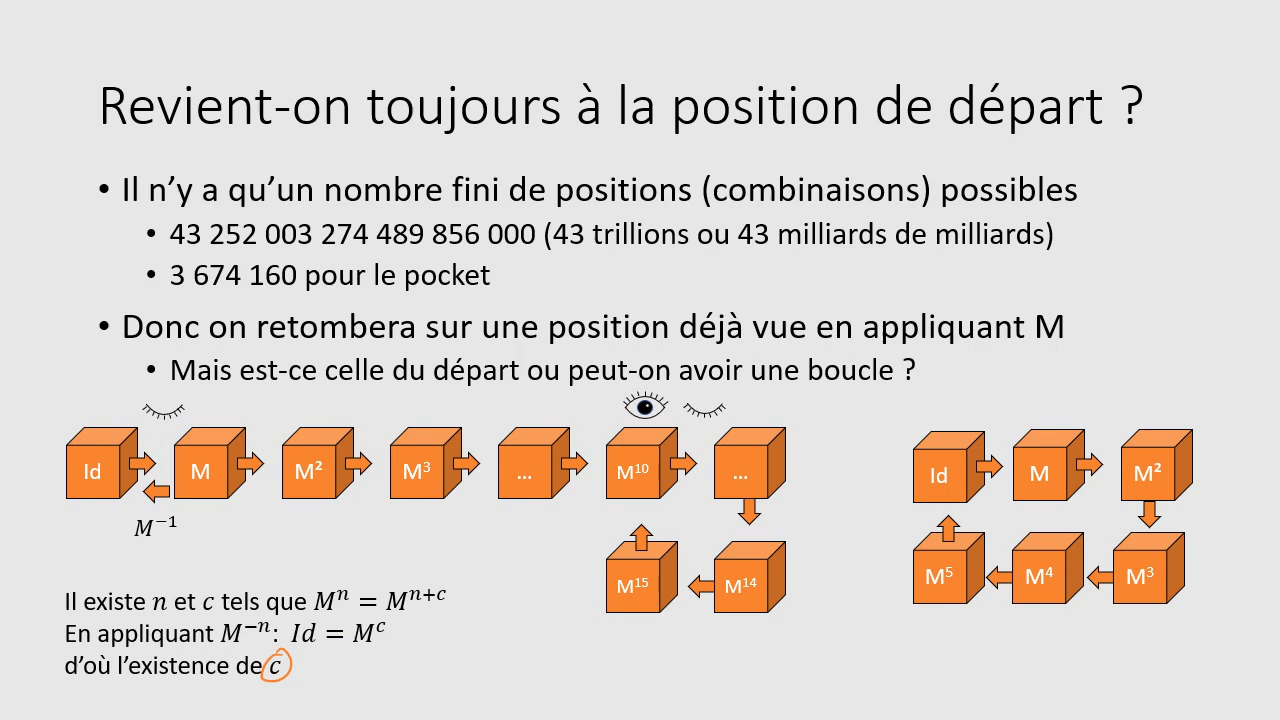 Revient-on toujours à la position de départ ?
• Il n’y a qu’un nombre fini de positions (combinaisons) possibles
• 43 252 003 274 489 856 000 (43 trillions ou 43 milliards de milliards)
• 3 674 160 pour le pocket
• Donc on retombera sur une position déjà vue en appliquant M
• Mais est-ce celle du départ ou peut-on avoir une boucle ?
Id M M² M³ ... M¹⁰ ...
M⁻¹
M¹⁵ M¹⁴
Id M M²
M⁵ M⁴ M³
Il existe n et c tels que Mⁿ = Mⁿ⁺ᶜ
En appliquant M⁻ⁿ: Id = Mᶜ
d’où l’existence de c